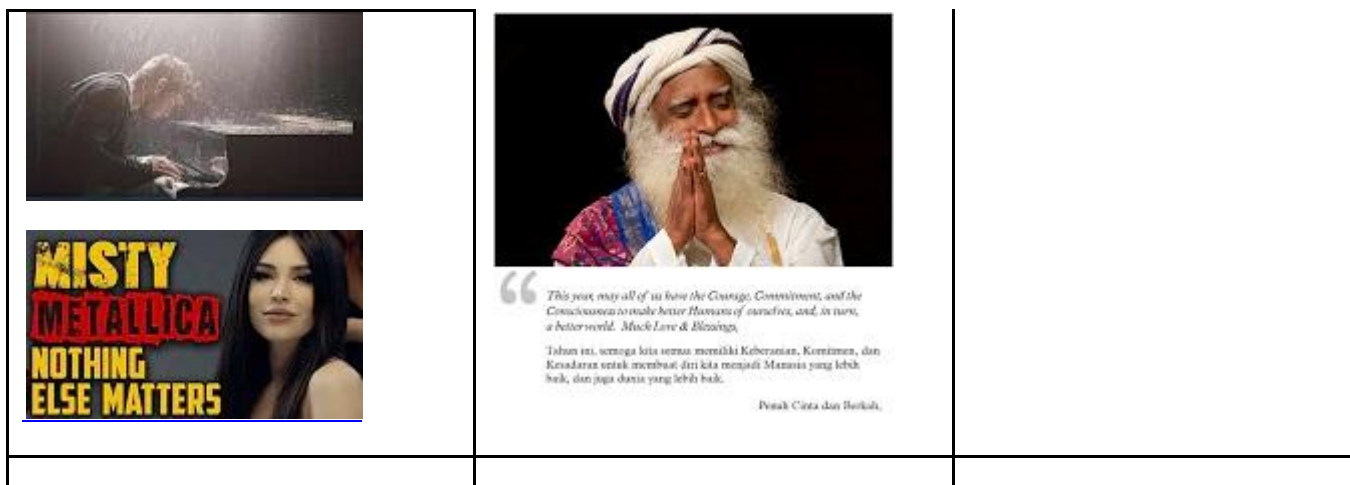 MISTY
METALLICA
NOTHING
ELSE MATTERS
“
This year, may all of us have the Courage, Commitment, and the
Consciousness to make better Humans of ourselves, and, in turn,
a better world. Much Love & Blessings,
Tahun ini, semoga kita semua memiliki Keberanian, Komitmen, dan
Kesadaran untuk membuat diri kita menjadi Manusia yang lebih
baik, dan juga dunia yang lebih baik.
Penuh Cinta dan Berkah,